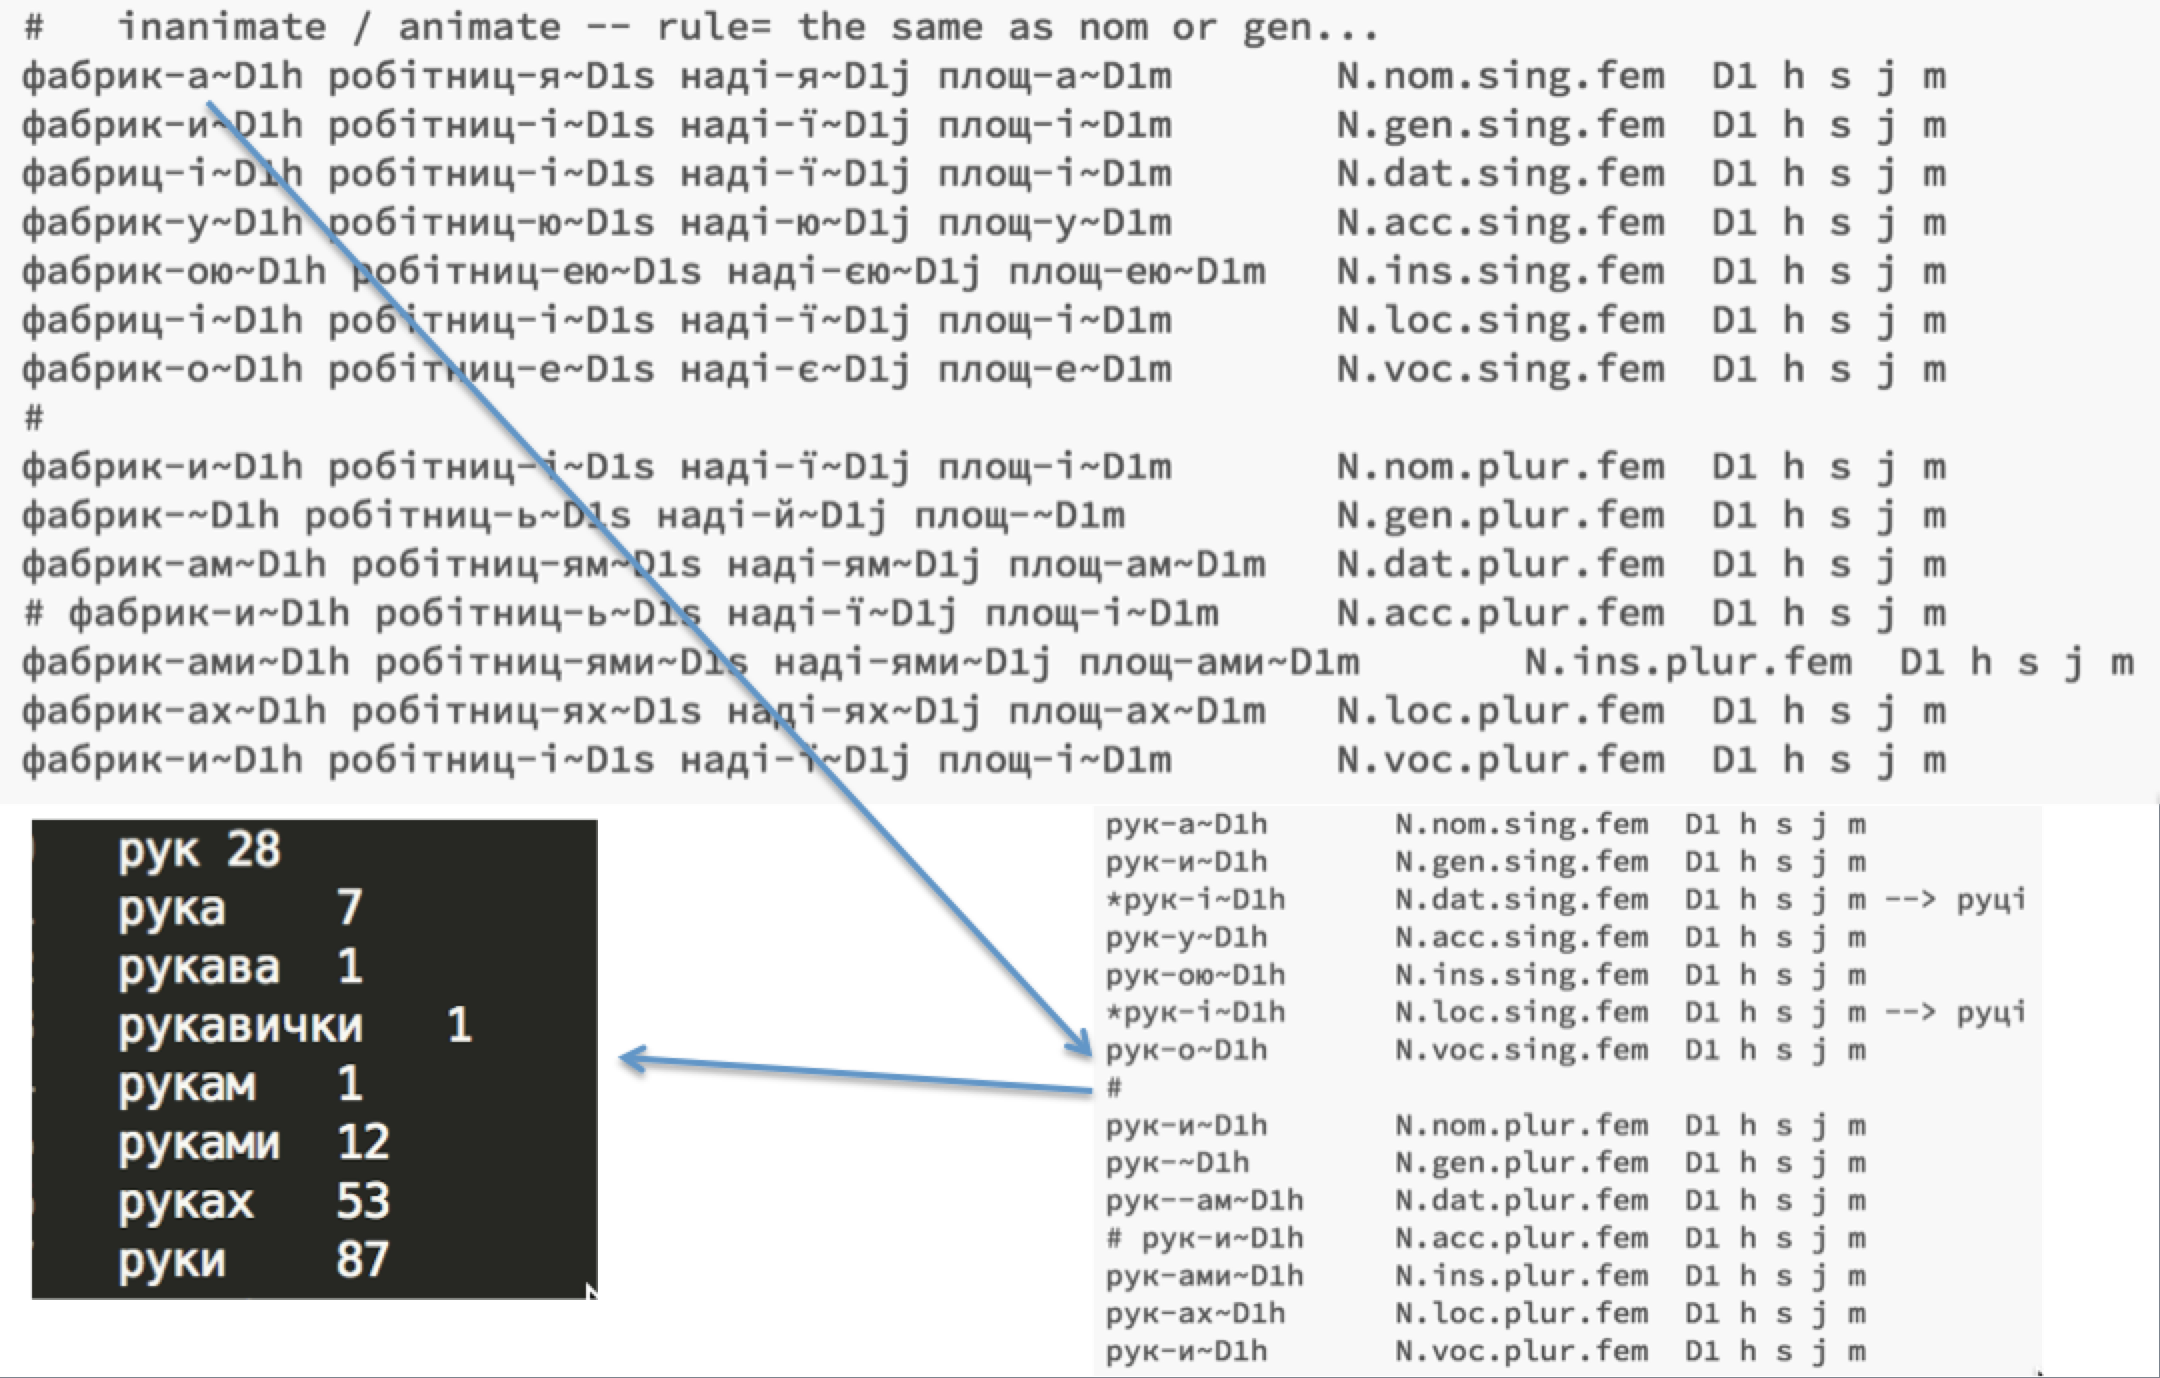 #   inanimate / animate -- rule= the same as nom or gen...
фабрик-а~D1h робітниц-я~D1s наді-я~D1j площ-а~D1m       N.nom.sing.fem  D1 h s j m
фабрик-и~D1h робітниц-і~D1s наді-ї~D1j площ-і~D1m       N.gen.sing.fem  D1 h s j m
фабриц-і~D1h робітниц-і~D1s наді-ї~D1j площ-і~D1m       N.dat.sing.fem  D1 h s j m
фабрик-у~D1h робітниц-ю~D1s наді-ю~D1j площ-у~D1m       N.acc.sing.fem  D1 h s j m
фабрик-ою~D1h робітниц-ею~D1s наді-єю~D1j площ-ею~D1m   N.ins.sing.fem  D1 h s j m
фабриц-і~D1h робітниц-і~D1s наді-ї~D1j площ-і~D1m       N.loc.sing.fem  D1 h s j m
фабрик-о~D1h робітниц-е~D1s наді-є~D1j площ-е~D1m       N.voc.sing.fem  D1 h s j m
#
фабрик-и~D1h робітниц-і~D1s наді-ї~D1j площ-і~D1m       N.nom.plur.fem  D1 h s j m
фабрик-~D1h робітниц-ь~D1s наді-й~D1j площ-~D1m         N.gen.plur.fem  D1 h s j m
фабрик-ам~D1h робітниц-ям~D1s наді-ям~D1j площ-ам~D1m   N.dat.plur.fem  D1 h s j m
# фабрик-и~D1h робітниц-ь~D1s наді-ї~D1j площ-і~D1m     N.acc.plur.fem  D1 h s j m
фабрик-ами~D1h робітниц-ями~D1s наді-ями~D1j площ-ами~D1m       N.ins.plur.fem  D1 h s j m
фабрик-ах~D1h робітниц-ях~D1s наді-ях~D1j площ-ах~D1m   N.loc.plur.fem  D1 h s j m
фабрик-и~D1h робітниц-і~D1s наді-ї~D1j площ-і~D1m       N.voc.plur.fem  D1 h s j m
рук 28
рука 7
рукава 1
рукавички 1
рукам 1
руками 12
руках 53
руки 87
рук-а~D1h N.nom.sing.fem D1 h s j m
рук-и~D1h N.gen.sing.fem D1 h s j m
*рук-і~D1h N.dat.sing.fem D1 h s j m --> руці
рук-у~D1h N.acc.sing.fem D1 h s j m
рук-ою~D1h N.ins.sing.fem D1 h s j m
*рук-і~D1h N.loc.sing.fem D1 h s j m --> руці
рук-о~D1h N.voc.sing.fem D1 h s j m
#
рук-и~D1h N.nom.plur.fem D1 h s j m
рук-~D1h N.gen.plur.fem D1 h s j m
рук--ам~D1h N.dat.plur.fem D1 h s j m
# рук-и~D1h N.acc.plur.fem D1 h s j m
рук-ами~D1h N.ins.plur.fem D1 h s j m
рук-ах~D1h N.loc.plur.fem D1 h s j m
рук-и~D1h N.voc.plur.fem D1 h s j m